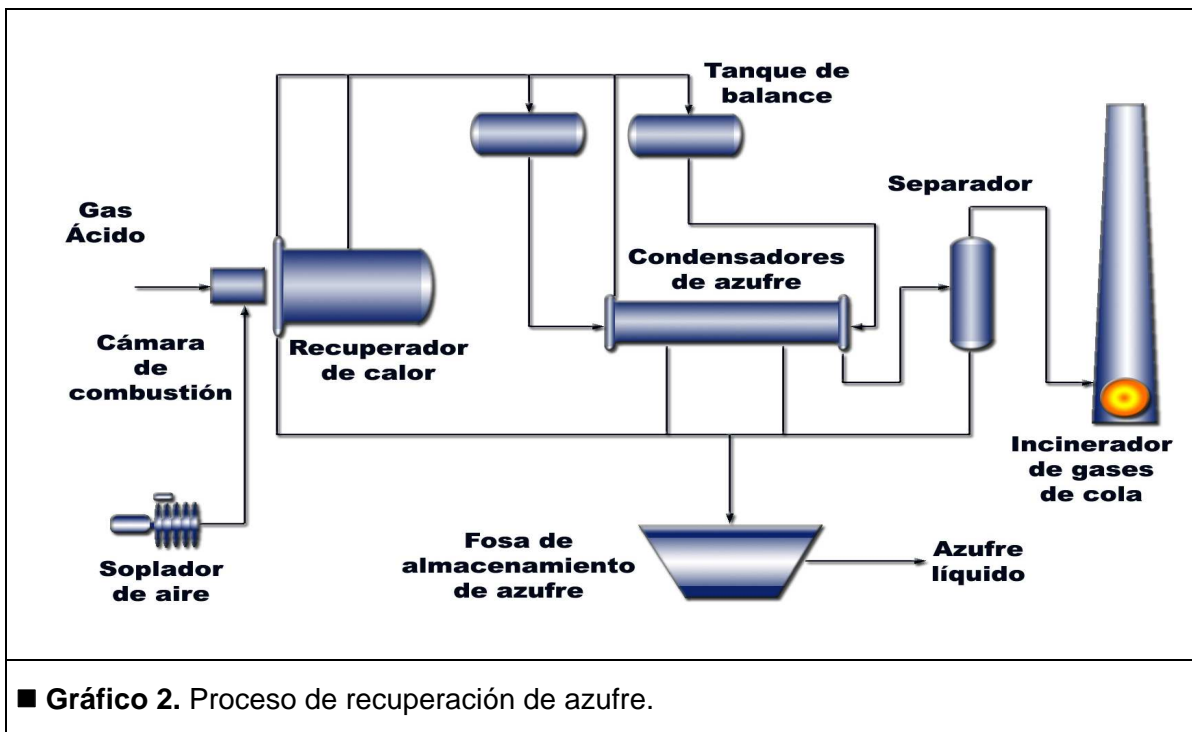 Tanque de
balance
Separador
Gas
Ácido
Condensadores
de azufre
Cámara
de
combustión
Recuperador
de calor
Incinerador
de gases
de cola
Soplador
de aire
Fosa de
almacenamiento
de azufre
Azufre
líquido
■ Gráfico 2. Proceso de recuperación de azufre.